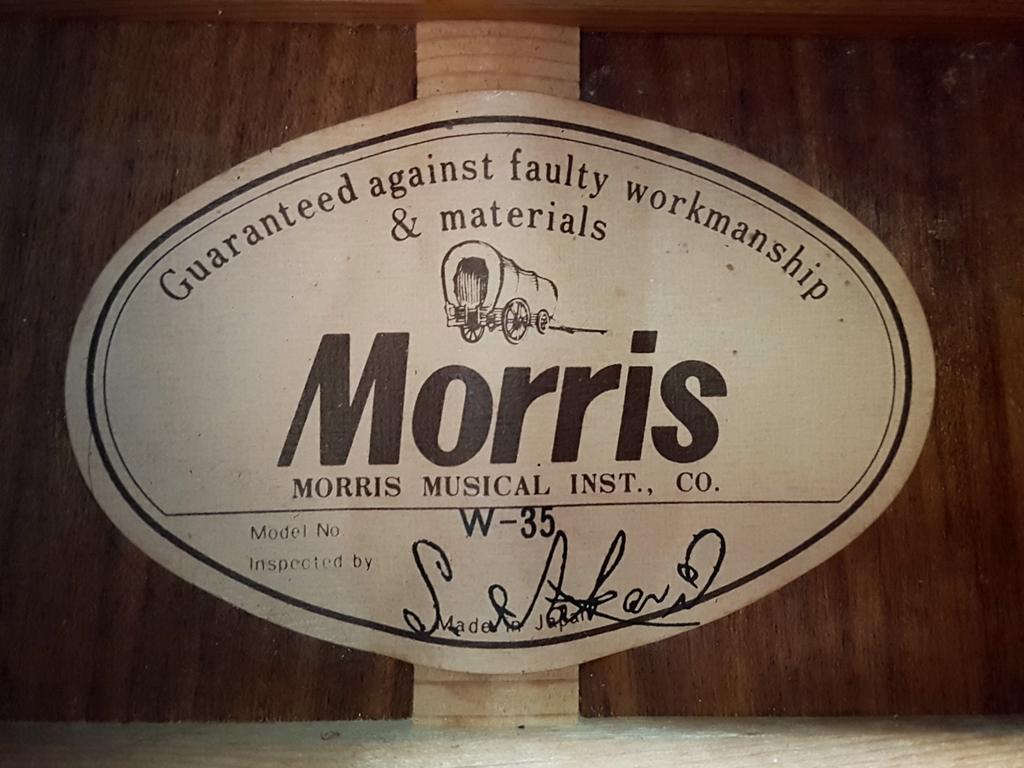 Guaranteed against faulty workmanship
& materials
Morris
MORRIS MUSICAL INST., CO.
Model No W-35
Inspected by
Made in Japan